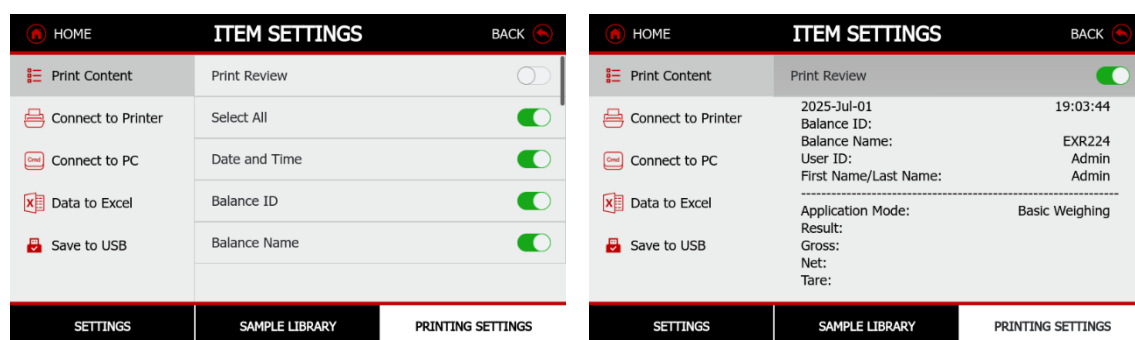 HOME ITEM SETTINGS BACK
Print Content
Connect to Printer
Cmd Connect to PC
Data to Excel
Save to USB
Print Review
Select All
Date and Time
Balance ID
Balance Name
SETTINGS SAMPLE LIBRARY PRINTING SETTINGS
HOME ITEM SETTINGS BACK
Print Content
Connect to Printer
Cmd Connect to PC
Data to Excel
Save to USB
Print Review
2025-Jul-01 19:03:44
Balance ID:
Balance Name: EXR224
User ID: Admin
First Name/Last Name: Admin
--------------------------------------------------------------
Application Mode: Basic Weighing
Result:
Gross:
Net:
Tare:
SETTINGS SAMPLE LIBRARY PRINTING SETTINGS